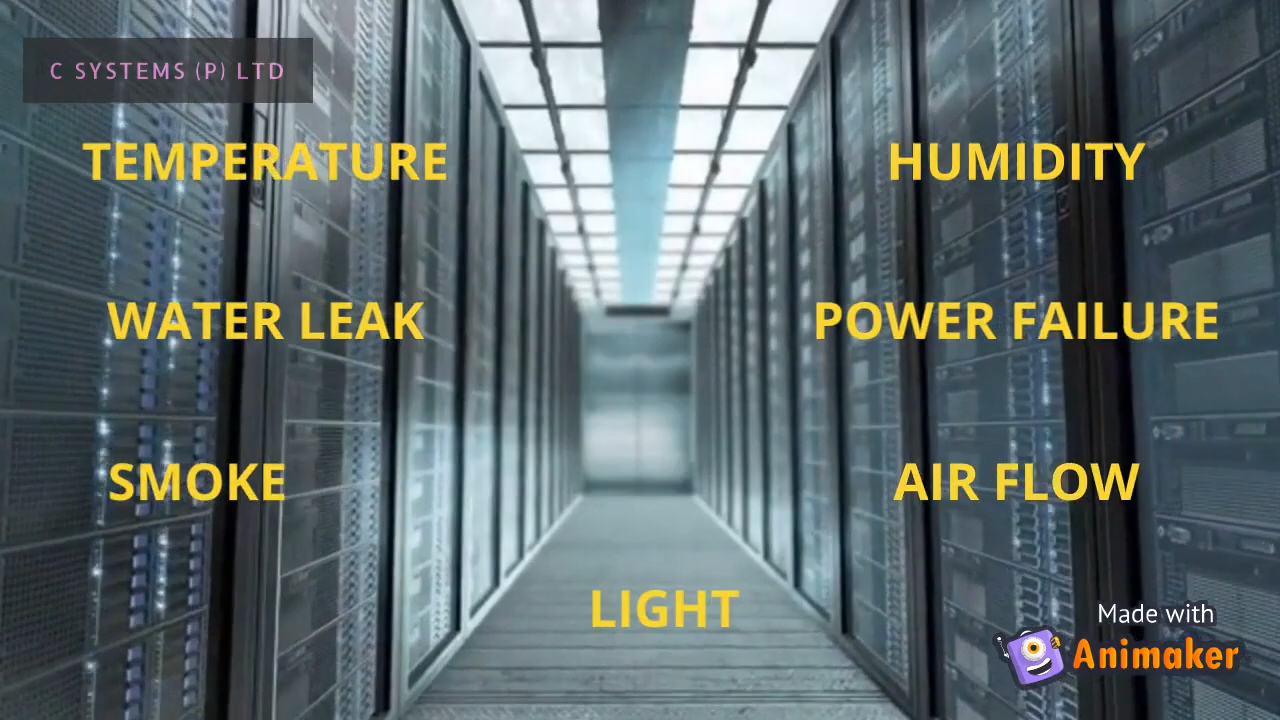 C SYSTEMS (P) LTD
TEMPERATURE
HUMIDITY
WATER LEAK
POWER FAILURE
SMOKE
AIR FLOW
LIGHT
Made with
Animaker